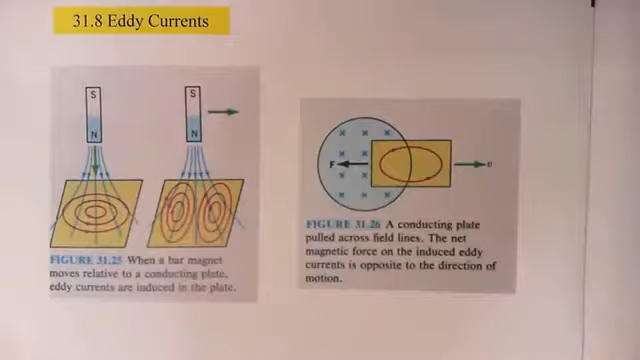 31.8 Eddy Currents
S
N
S
N
FIGURE 31.25 When a bar magnet
moves relative to a conducting plate,
eddy currents are induced in the plate.
F
v
FIGURE 31.26 A conducting plate
pulled across field lines. The net
magnetic force on the induced eddy
currents is opposite to the direction of
motion.